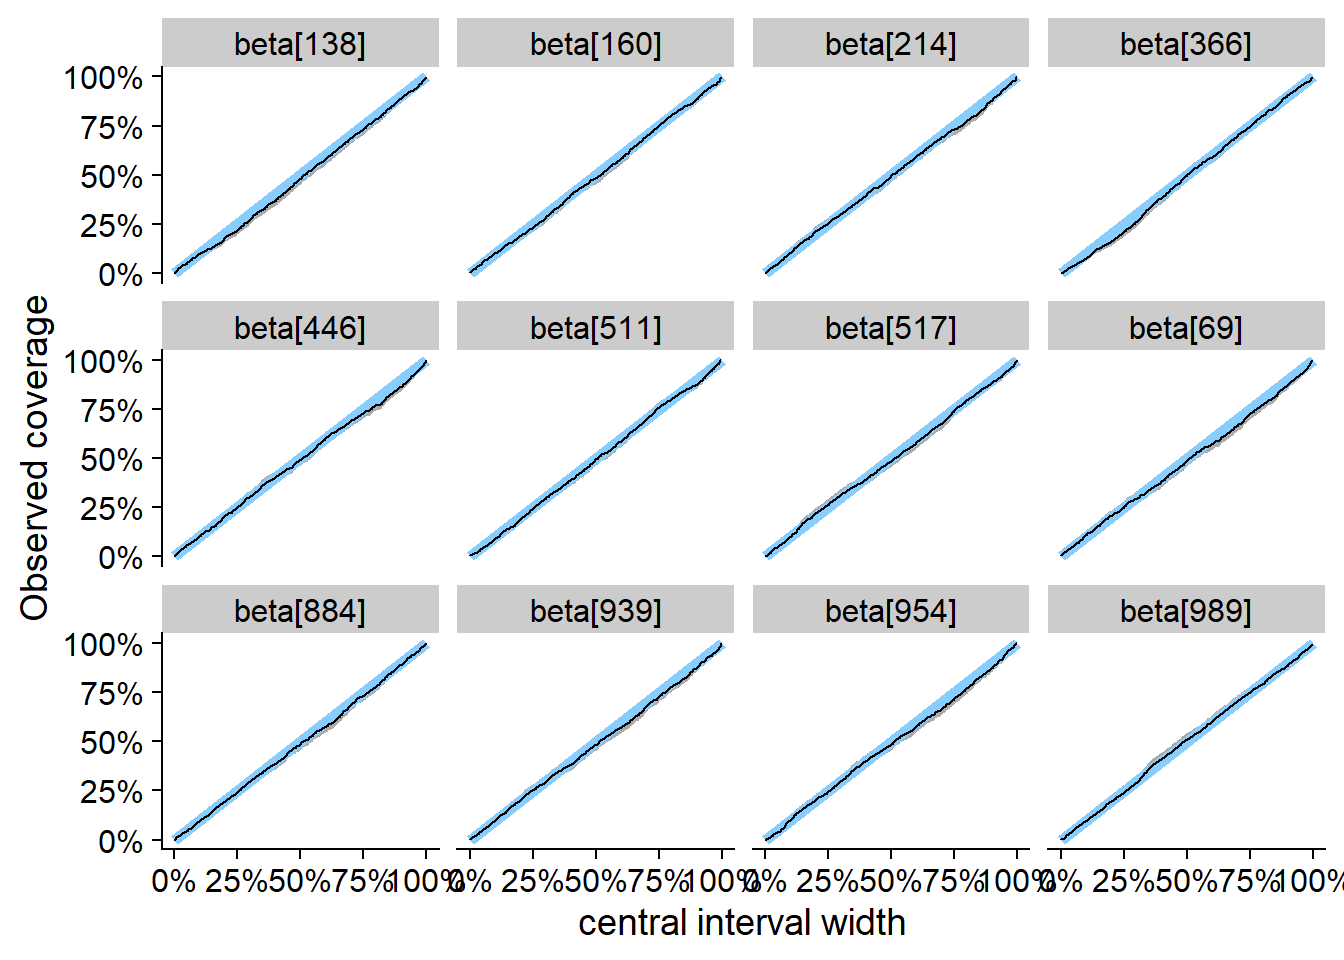 beta[138] beta[160] beta[214] beta[366]
100%
75%
50%
25%
0%
beta[446] beta[511] beta[517] beta[69]
100%
75%
50%
25%
0%
beta[884] beta[939] beta[954] beta[989]
100%
75%
50%
25%
0%
0% 25% 50% 75% 100% 0% 25% 50% 75% 100% 0% 25% 50% 75% 100% 0% 25% 50% 75% 100%
central interval width
Observed coverage